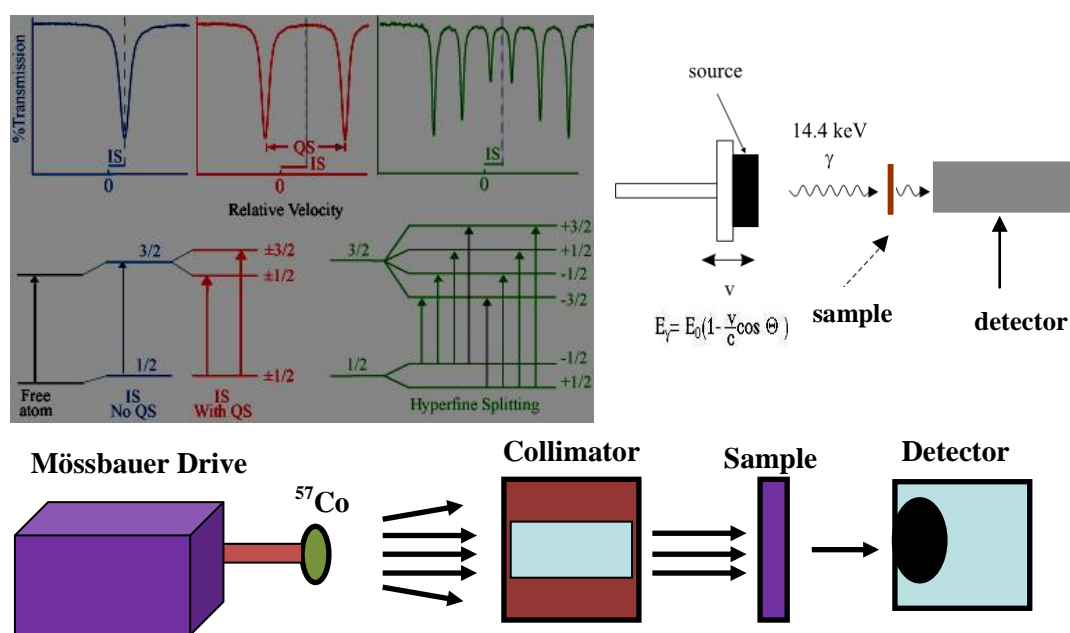 %Transmission
IS
0
QS
IS
0
IS
0
Relative Velocity
3/2
1/2
Free
atom
IS
No QS
±3/2
±1/2
±1/2
IS
With QS
3/2
1/2
+3/2
+1/2
-1/2
-3/2
-1/2
+1/2
Hyperfine Splitting
source
14.4 keV
γ
v
Eγ= E0(1-v/c cos Θ)
sample
detector
Mössbauer Drive
57Co
Collimator
Sample
Detector